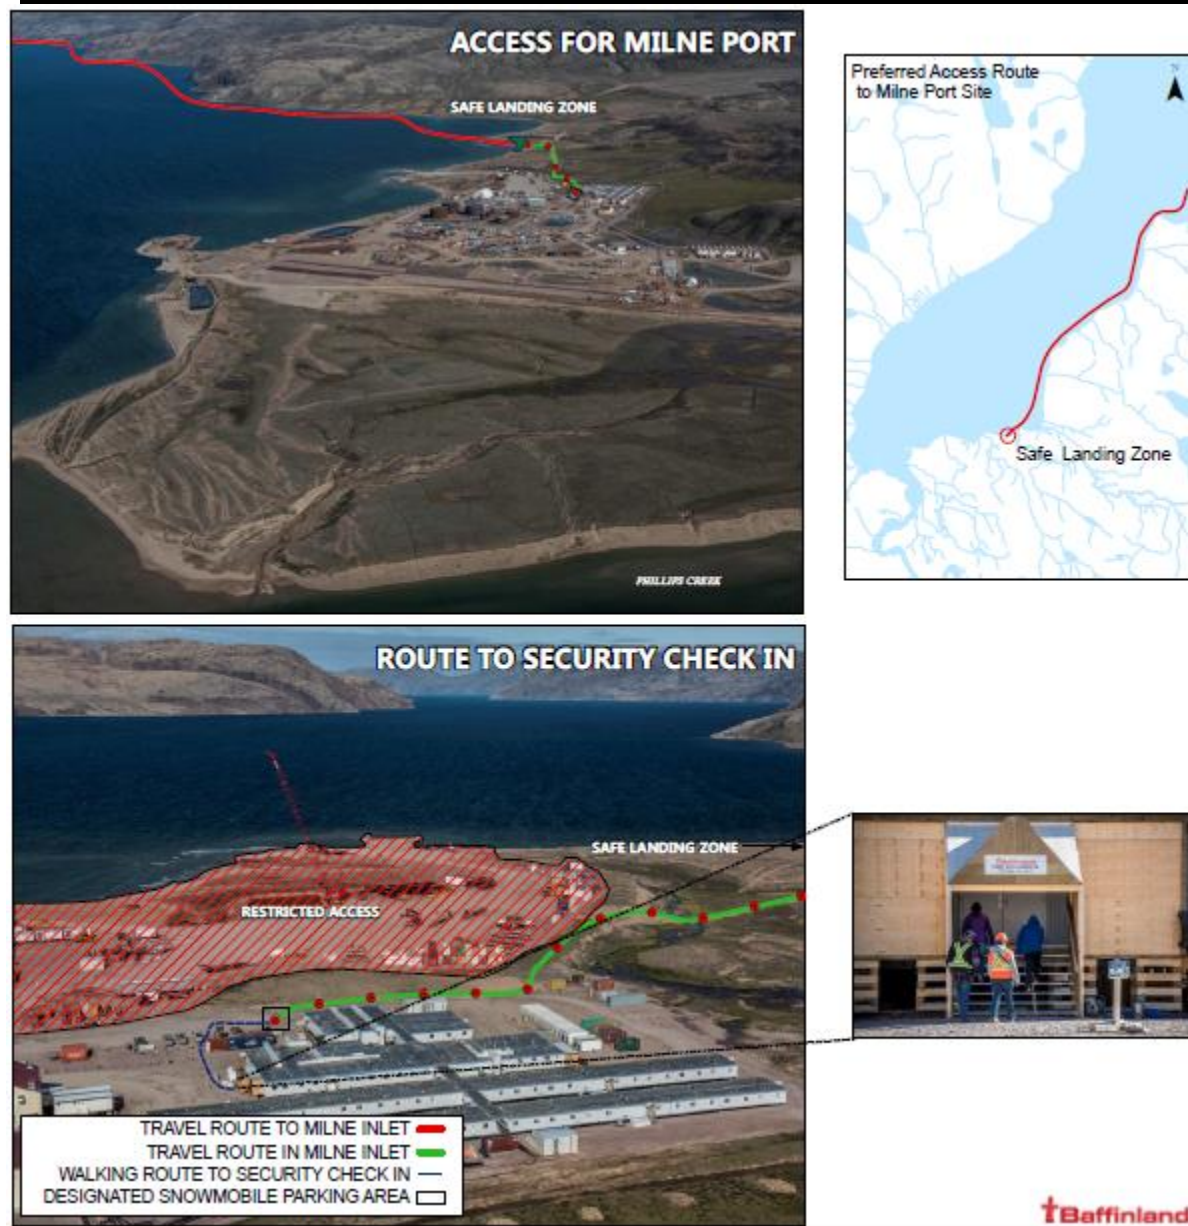 ACCESS FOR MILNE PORT
SAFE LANDING ZONE
PHILLIPS CREEK
Preferred Access Route
to Milne Port Site
N
Safe Landing Zone
ROUTE TO SECURITY CHECK IN
SAFE LANDING ZONE
RESTRICTED ACCESS
TRAVEL ROUTE TO MILNE INLET
TRAVEL ROUTE IN MILNE INLET
WALKING ROUTE TO SECURITY CHECK IN
DESIGNATED SNOWMOBILE PARKING AREA
Baffinland